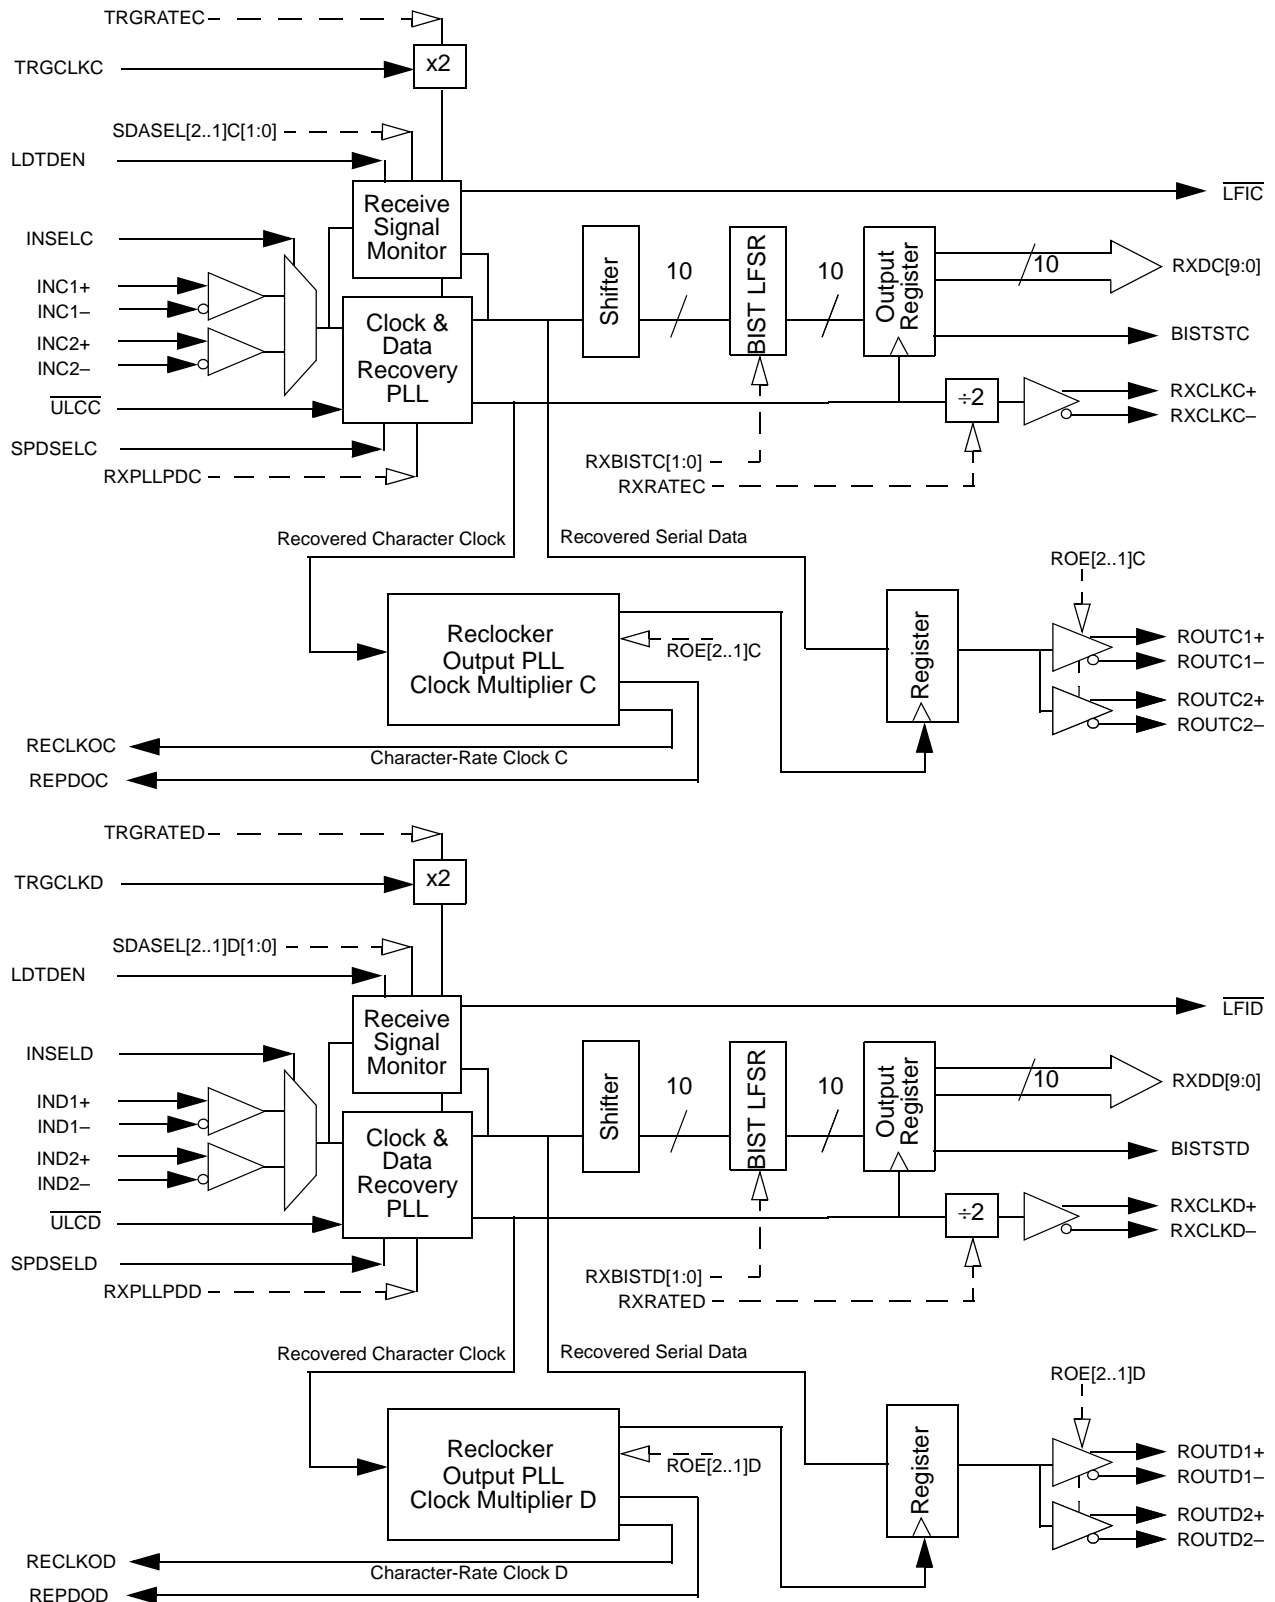 TRGRATEC
TRGCLKC
x2
SDASEL[2..1]C[1:0]
LDTDEN
Receive
Signal
Monitor
LFIC
INSELC
INC1+
INC1–
INC2+
INC2–
Clock &
Data
Recovery
PLL
Shifter
10
BIST LFSR
10
Output
Register
10
RXDC[9:0]
BISTSTC
ULCC
SPDSELC
RXPLLPDC
÷2
RXCLKC+
RXCLKC–
RXBISTC[1:0]
RXRATEC
Recovered Character Clock
Recovered Serial Data
Reclocker
Output PLL
Clock Multiplier C
ROE[2..1]C
Register
ROE[2..1]C
ROUTC1+
ROUTC1–
ROUTC2+
ROUTC2–
RECLKOC
Character-Rate Clock C
REPDOC
TRGRATED
TRGCLKD
x2
SDASEL[2..1]D[1:0]
LDTDEN
Receive
Signal
Monitor
LFID
INSELD
IND1+
IND1–
IND2+
IND2–
Clock &
Data
Recovery
PLL
Shifter
10
BIST LFSR
10
Output
Register
10
RXDD[9:0]
BISTSTD
ULCD
SPDSELD
RXPLLPDD
÷2
RXCLKD+
RXCLKD–
RXBISTD[1:0]
RXRATED
Recovered Character Clock
Recovered Serial Data
Reclocker
Output PLL
Clock Multiplier D
ROE[2..1]D
Register
ROE[2..1]D
ROUTD1+
ROUTD1–
ROUTD2+
ROUTD2–
RECLKOD
Character-Rate Clock D
REPDOD